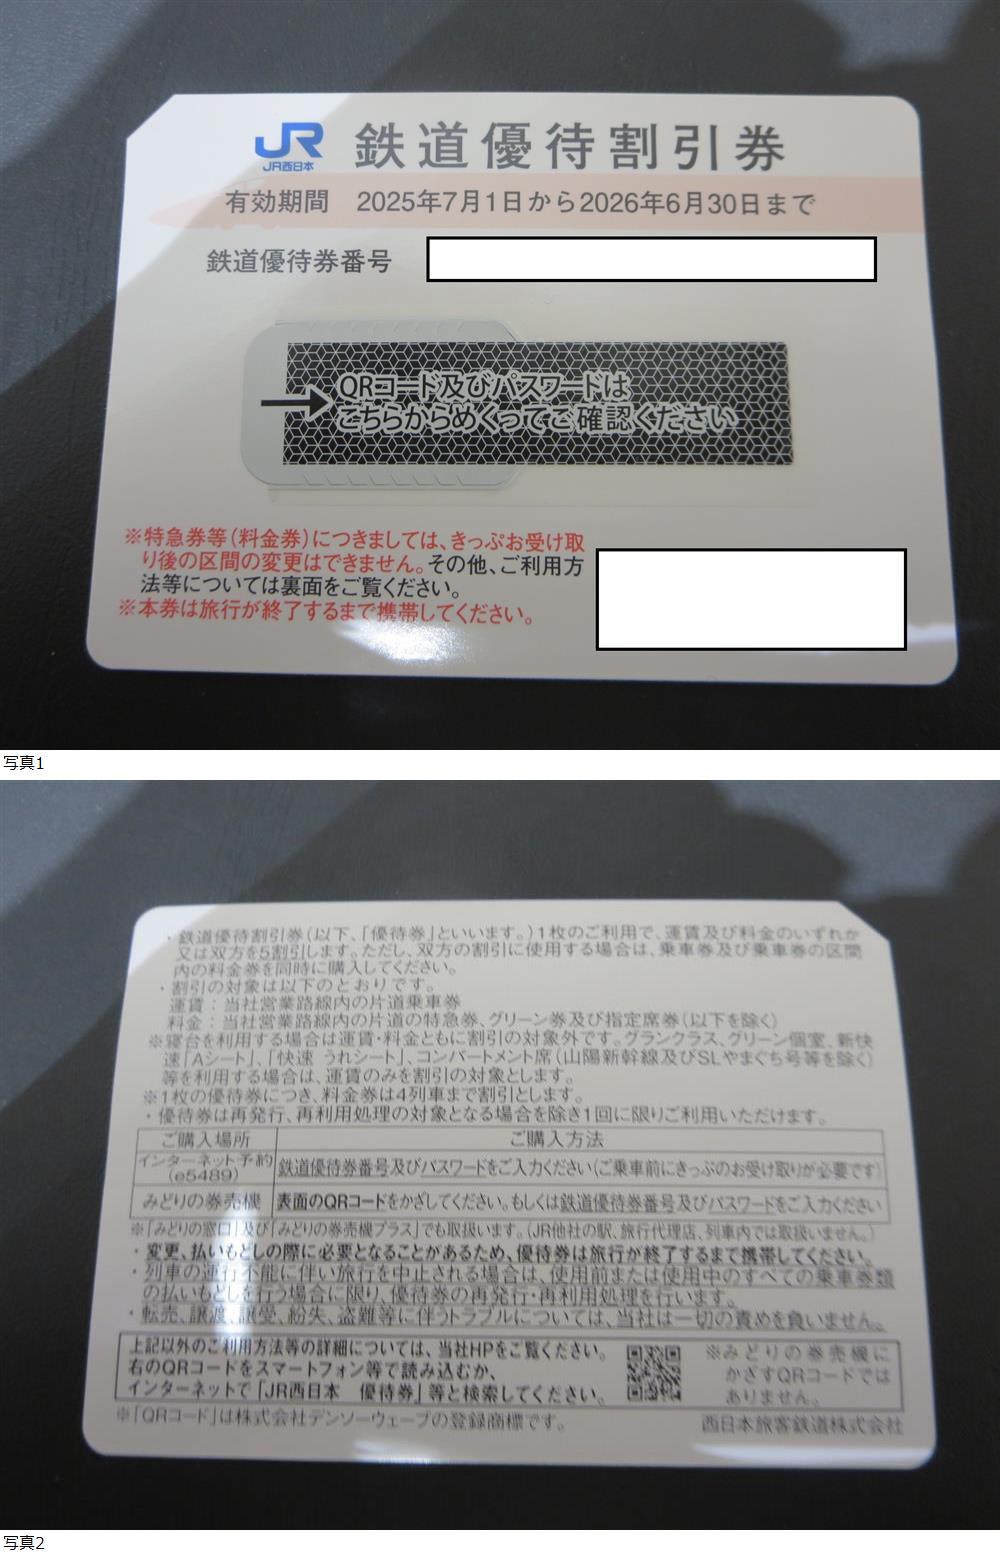 JR
JR西日本
鉄道優待割引券
有効期間 2025年7月1日から2026年6月30日まで
鉄道優待券番号
QRコード及びパスワードは
こちらからめくってご確認ください
※特急券等(料金券)につきましては、きっぷお受け取
り後の区間の変更はできません。その他、ご利用方
法等については裏面をご覧ください。
※本券は旅行が終了するまで携帯してください。
写真1
・鉄道優待割引券(以下、「優待券」といいます。)1枚のご利用で、運賃及び料金のいずれか
又は双方を5割引します。ただし、双方の割引に使用する場合は、乗車券及び乗車券の区間
内の料金券を同時に購入してください。
・割引の対象は以下のとおりです。
運賃:当社営業路線内の片道乗車券
料金:当社営業路線内の片道の特急券、グリーン券及び指定席券(以下を除く)
※寝台を利用する場合は運賃・料金ともに割引の対象外です。グランクラス、グリーン個室、新快
速「Aシート」、「快速 うれシート」、コンパートメント席(山陽新幹線及びSLやまぐち号等を除く)
等を利用する場合は、運賃のみを割引の対象とします。
※1枚の優待券につき、料金券は4列車まで割引とします。
・優待券は再発行、再利用処理の対象となる場合を除き1回に限りご利用いただけます。
ご購入場所 ご購入方法
インターネット予約(e5489) 鉄道優待券番号及びパスワードをご入力ください(ご乗車前にきっぷのお受け取りが必要です)
みどりの券売機 表面のQRコードをかざしてください。もしくは鉄道優待券番号及びパスワードをご入力ください
※「みどりの窓口」及び「みどりの券売機プラス」でも取扱います。(JR他社の駅、旅行代理店、列車内では取扱いません。)
・変更、払いもどしの際に必要となることがあるため、優待券は旅行が終了するまで携帯してください。
・列車の運行不能に伴い旅行を中止される場合は、使用前または使用中のすべての乗車券類
の払いもどしを行う場合に限り、優待券の再発行・再利用処理を行います。
・転売、譲渡、譲受、紛失、盗難等に伴うトラブルについては、当社は一切の責めを負いません。
上記以外のご利用方法等の詳細については、当社HPをご覧ください。
右のQRコードをスマートフォン等で読み込むか、
インターネットで「JR西日本 優待券」等と検索してください。
※みどりの券売機に
かざすQRコードでは
ありません。
※「QRコード」は株式会社デンソーウェーブの登録商標です。
西日本旅客鉄道株式会社
写真2